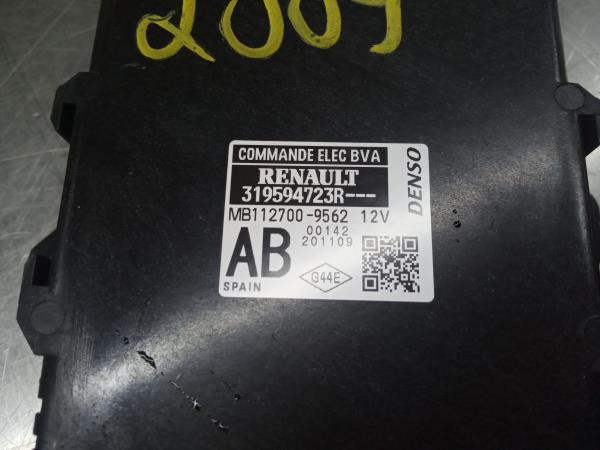 2009
COMMANDE ELEC BVA
RENAULT
319594723R---
DENSO
MB112700-9562 12V
00142
201109
AB
G44E
SPAIN